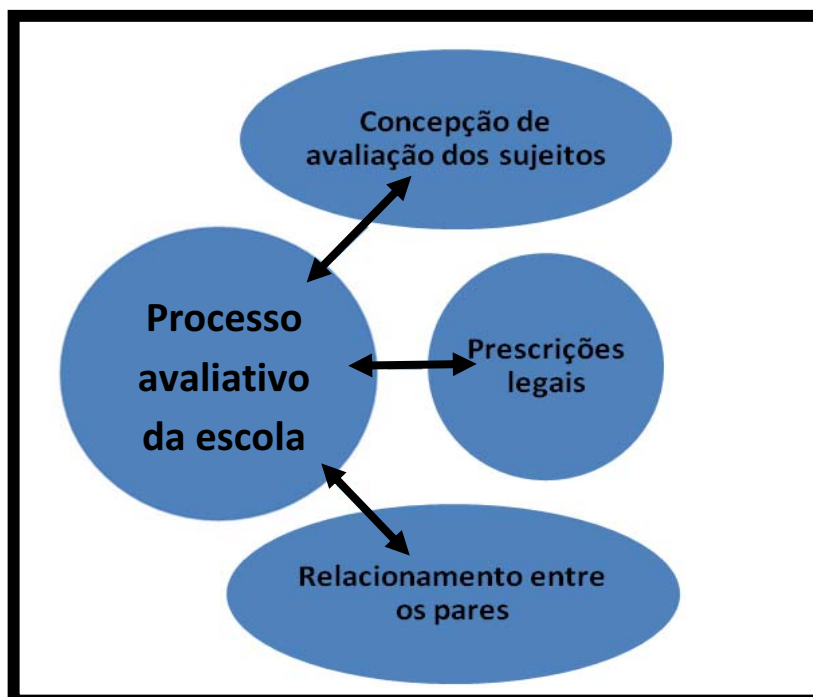 Concepção de
avaliação dos sujeitos
Processo
avaliativo
da escola
Prescrições
legais
Relacionamento entre
os pares